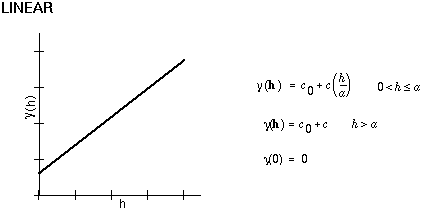 LINEAR
γ(h)
h
γ(h) = c₀ + c(h/a) 0 < h ≤ a
γ(h) = c₀ + c h > a
γ(0) = 0